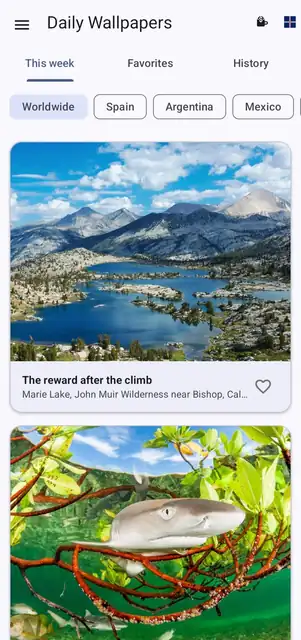 Daily Wallpapers
This week
Favorites
History
Worldwide
Spain
Argentina
Mexico
The reward after the climb
Marie Lake, John Muir Wilderness near Bishop, Cal...